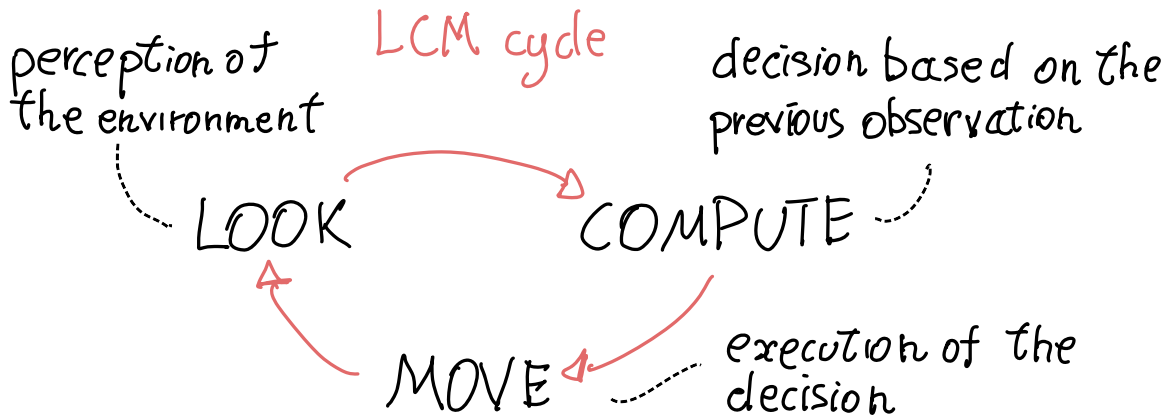 LCM cycle
perception of
the environment
decision based on the
previous observation
LOOK
COMPUTE
MOVE
execution of the
decision